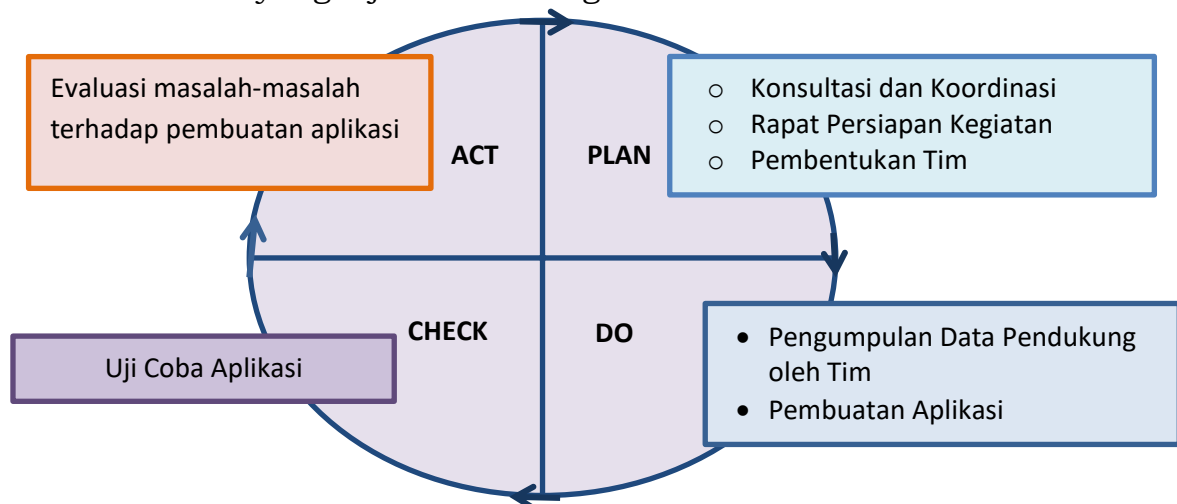 Evaluasi masalah-masalah
terhadap pembuatan aplikasi
ACT
PLAN
o Konsultasi dan Koordinasi
o Rapat Persiapan Kegiatan
o Pembentukan Tim
CHECK
DO
Uji Coba Aplikasi
• Pengumpulan Data Pendukung
oleh Tim
• Pembuatan Aplikasi